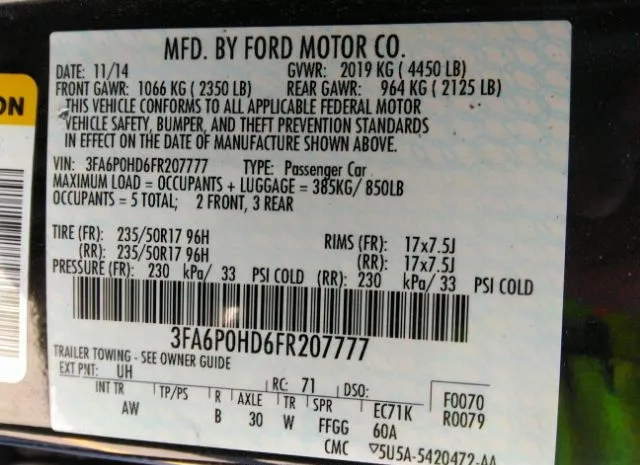 MFD. BY FORD MOTOR CO.
DATE: 11/14 GVWR: 2019 KG ( 4450 LB)
FRONT GAWR: 1066 KG ( 2350 LB) REAR GAWR: 964 KG ( 2125 LB)
THIS VEHICLE CONFORMS TO ALL APPLICABLE FEDERAL MOTOR
VEHICLE SAFETY, BUMPER, AND THEFT PREVENTION STANDARDS
IN EFFECT ON THE DATE OF MANUFACTURE SHOWN ABOVE.
VIN: 3FA6P0HD6FR207777 TYPE: Passenger Car
MAXIMUM LOAD = OCCUPANTS + LUGGAGE = 385KG/ 850LB
OCCUPANTS = 5 TOTAL; 2 FRONT, 3 REAR
TIRE (FR): 235/50R17 96H RIMS (FR): 17x7.5J
(RR): 235/50R17 96H (RR): 17x7.5J
PRESSURE (FR): 230 kPa/ 33 PSI COLD (RR): 230 kPa/ 33 PSI COLD
3FA6P0HD6FR207777
TRAILER TOWING - SEE OWNER GUIDE
EXT PNT: UH RC: 71 DSO: F0070
INT TR TP/PS R AXLE TR SPR EC71K R0079
AW B 30 W FFGG 60A
CMC ▽5U5A-5420472-AA
ON